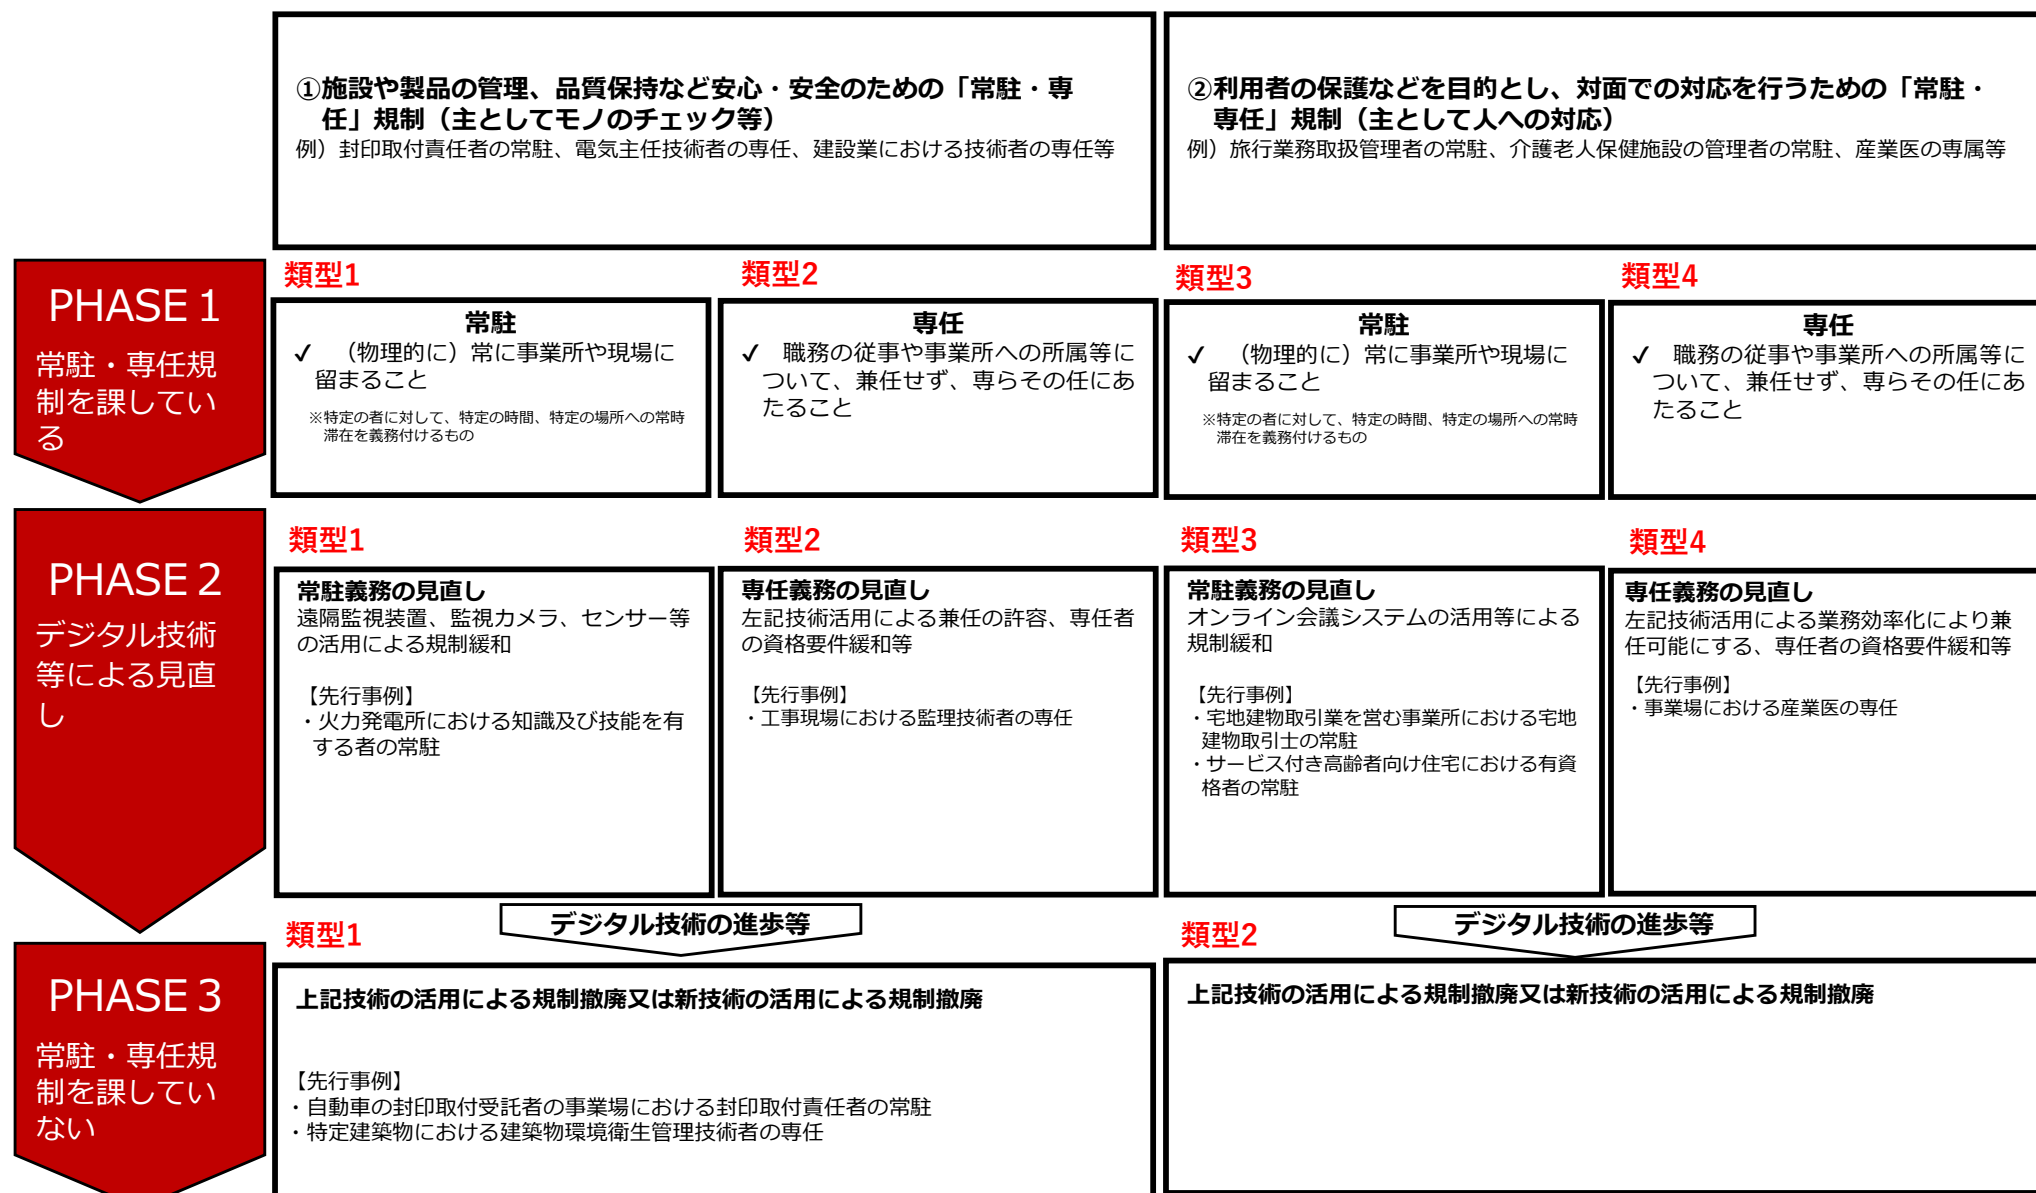 ①施設や製品の管理、品質保持など安心・安全のための「常駐・専
任」規制（主としてモノのチェック等）
例）封印取付責任者の常駐、電気主任技術者の専任、建設業における技術者の専任等
②利用者の保護などを目的とし、対面での対応を行うための「常駐・
専任」規制（主として人への対応）
例）旅行業務取扱管理者の常駐、介護老人保健施設の管理者の常駐、産業医の専属等
PHASE１
常駐・専任規
制を課してい
る
類型1
常駐
✓ （物理的に）常に事業所や現場に
留まること
※特定の者に対して、特定の時間、特定の場所への常時
滞在を義務付けるもの
類型2
専任
✓ 職務の従事や事業所への所属等に
ついて、兼任せず、専らその任にあ
たること
類型3
常駐
✓ （物理的に）常に事業所や現場に
留まること
※特定の者に対して、特定の時間、特定の場所への常時
滞在を義務付けるもの
類型4
専任
✓ 職務の従事や事業所への所属等に
ついて、兼任せず、専らその任にあ
たること
PHASE２
デジタル技術
等による見直
し
類型1
常駐義務の見直し
遠隔監視装置、監視カメラ、センサー等
の活用による規制緩和
【先行事例】
・火力発電所における知識及び技能を有
する者の常駐
類型2
専任義務の見直し
左記技術活用による兼任の許容、専任者
の資格要件緩和等
【先行事例】
・工事現場における監理技術者の専任
類型3
常駐義務の見直し
オンライン会議システムの活用等による
規制緩和
【先行事例】
・宅地建物取引業を営む事業所における宅地
建物取引士の常駐
・サービス付き高齢者向け住宅における有資
格者の常駐
類型4
専任義務の見直し
左記技術活用による業務効率化により兼
任可能にする、専任者の資格要件緩和等
【先行事例】
・事業場における産業医の専任
デジタル技術の進歩等
デジタル技術の進歩等
PHASE３
常駐・専任規
制を課してい
ない
類型1
上記技術の活用による規制撤廃又は新技術の活用による規制撤廃
【先行事例】
・自動車の封印取付受託者の事業場における封印取付責任者の常駐
・特定建築物における建築物環境衛生管理技術者の専任
類型2
上記技術の活用による規制撤廃又は新技術の活用による規制撤廃